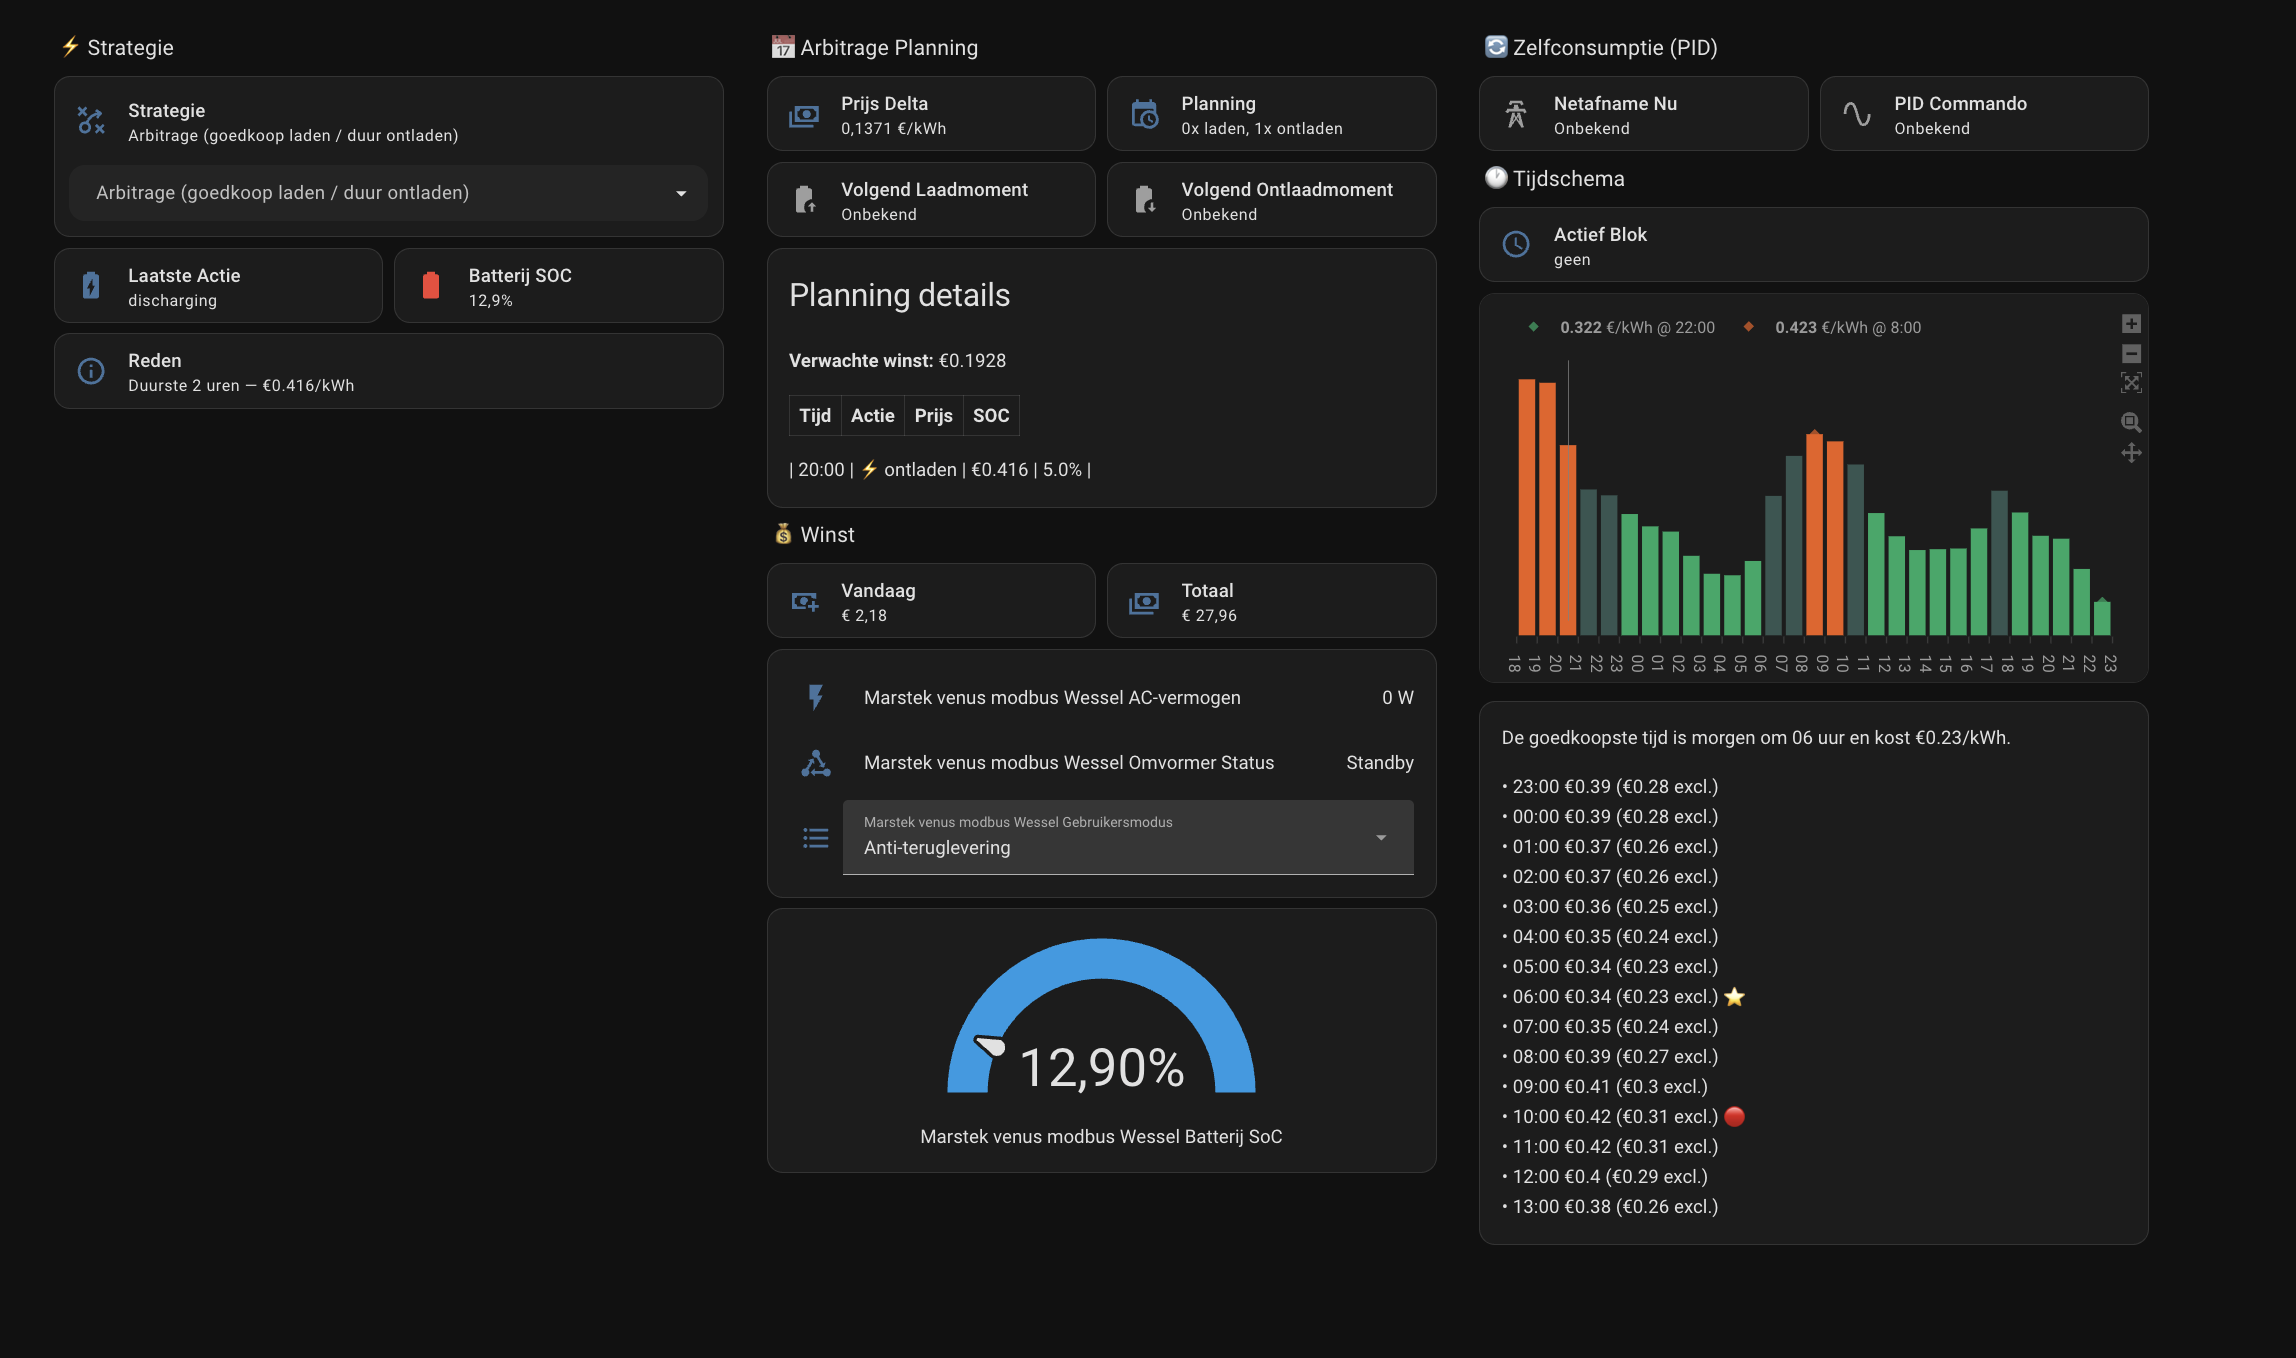 Strategie
Strategie
Arbitrage (goedkoop laden / duur ontladen)
Arbitrage (goedkoop laden / duur ontladen)
Laatste Actie
discharging
Batterij SOC
12,9%
Reden
Duurste 2 uren — €0.416/kWh
17 Arbitrage Planning
Prijs Delta
0,1371 €/kWh
Planning
0x laden, 1x ontladen
Volgend Laadmoment
Onbekend
Volgend Ontlaadmoment
Onbekend
Planning details
Verwachte winst: €0.1928
Tijd Actie Prijs SOC
| 20:00 | ⚡ ontladen | €0.416 | 5.0% |
Winst
Vandaag
€ 2,18
Totaal
€ 27,96
Marstek venus modbus Wessel AC-vermogen 0 W
Marstek venus modbus Wessel Omvormer Status Standby
Marstek venus modbus Wessel Gebruikersmodus
Anti-teruglevering
12,90%
Marstek venus modbus Wessel Batterij SoC
Zelfconsumptie (PID)
Netafname Nu
Onbekend
PID Commando
Onbekend
Tijdschema
Actief Blok
geen
0.322 €/kWh @ 22:00 0.423 €/kWh @ 8:00
18 19 20 21 22 23 00 01 02 03 04 05 06 07 08 09 10 11 12 13 14 15 16 17 18 19 20 21 22 23
De goedkoopste tijd is morgen om 06 uur en kost €0.23/kWh.
• 23:00 €0.39 (€0.28 excl.)
• 00:00 €0.39 (€0.28 excl.)
• 01:00 €0.37 (€0.26 excl.)
• 02:00 €0.37 (€0.26 excl.)
• 03:00 €0.36 (€0.25 excl.)
• 04:00 €0.35 (€0.24 excl.)
• 05:00 €0.34 (€0.23 excl.)
• 06:00 €0.34 (€0.23 excl.) ⭐
• 07:00 €0.35 (€0.24 excl.)
• 08:00 €0.39 (€0.27 excl.)
• 09:00 €0.41 (€0.3 excl.)
• 10:00 €0.42 (€0.31 excl.) 🔴
• 11:00 €0.42 (€0.31 excl.)
• 12:00 €0.4 (€0.29 excl.)
• 13:00 €0.38 (€0.26 excl.)